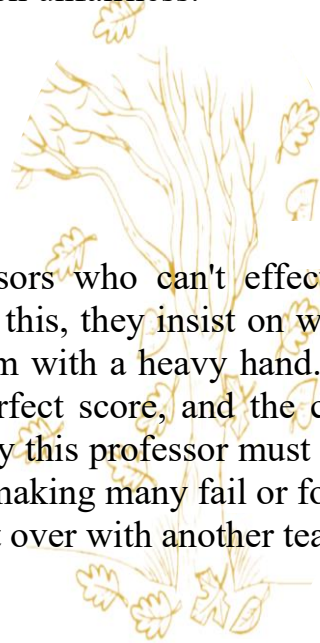 sors who can't effec
this, they insist on w
m with a heavy hand.
rfect score, and the c
y this professor must
making many fail or fo
t over with another tea